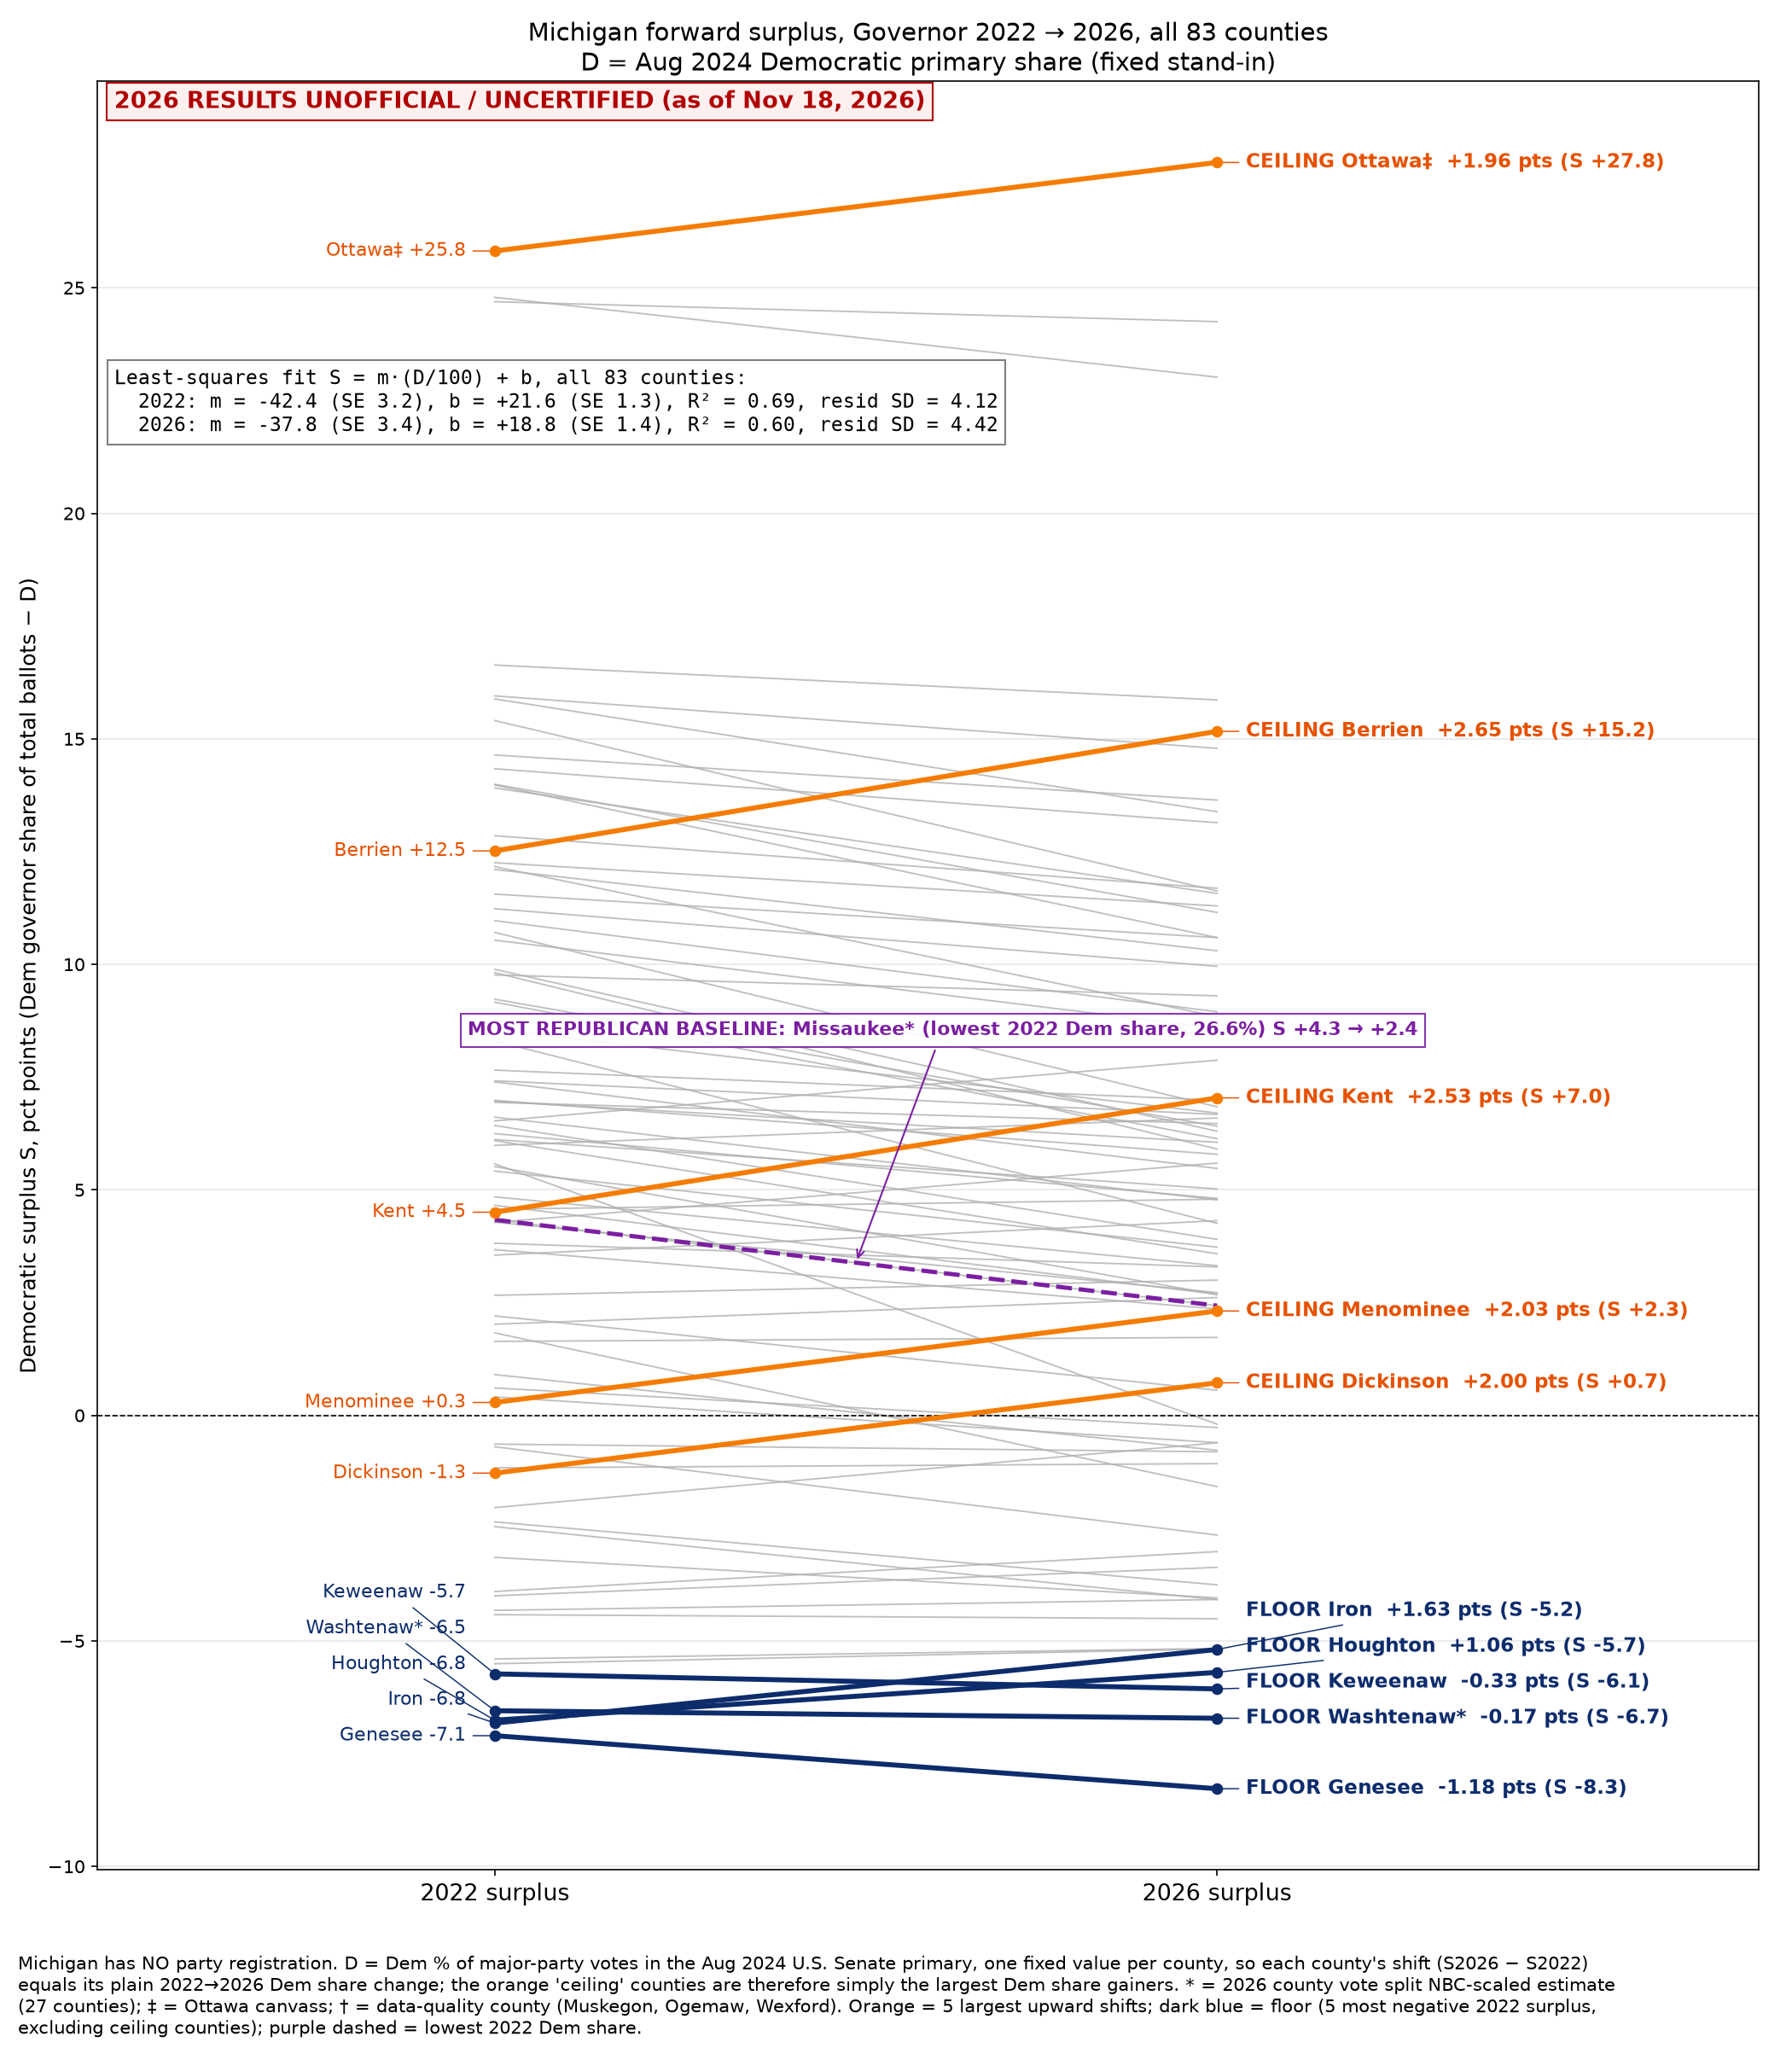 Michigan forward surplus, Governor 2022 → 2026, all 83 counties
D = Aug 2024 Democratic primary share (fixed stand-in)
2026 RESULTS UNOFFICIAL / UNCERTIFIED (as of Nov 18, 2026)
CEILING Ottawa‡ +1.96 pts (S +27.8)
Ottawa‡ +25.8
25
Least-squares fit S = m·(D/100) + b, all 83 counties:
2022: m = -42.4 (SE 3.2), b = +21.6 (SE 1.3), R² = 0.69, resid SD = 4.12
2026: m = -37.8 (SE 3.4), b = +18.8 (SE 1.4), R² = 0.60, resid SD = 4.42
20
Democratic surplus S, pct points (Dem governor share of total ballots − D)
15
CEILING Berrien +2.65 pts (S +15.2)
Berrien +12.5
10
MOST REPUBLICAN BASELINE: Missaukee* (lowest 2022 Dem share, 26.6%) S +4.3 → +2.4
CEILING Kent +2.53 pts (S +7.0)
5
Kent +4.5
CEILING Menominee +2.03 pts (S +2.3)
CEILING Dickinson +2.00 pts (S +0.7)
Menominee +0.3
0
Dickinson -1.3
Keweenaw -5.7
Washtenaw* -6.5
Houghton -6.8
Iron -6.8
Genesee -7.1
−5
FLOOR Iron +1.63 pts (S -5.2)
FLOOR Houghton +1.06 pts (S -5.7)
FLOOR Keweenaw -0.33 pts (S -6.1)
FLOOR Washtenaw* -0.17 pts (S -6.7)
FLOOR Genesee -1.18 pts (S -8.3)
−10
2022 surplus
2026 surplus
Michigan has NO party registration. D = Dem % of major-party votes in the Aug 2024 U.S. Senate primary, one fixed value per county, so each county's shift (S2026 − S2022)
equals its plain 2022→2026 Dem share change; the orange 'ceiling' counties are therefore simply the largest Dem share gainers. * = 2026 county vote split NBC-scaled estimate
(27 counties); ‡ = Ottawa canvass; † = data-quality county (Muskegon, Ogemaw, Wexford). Orange = 5 largest upward shifts; dark blue = floor (5 most negative 2022 surplus,
excluding ceiling counties); purple dashed = lowest 2022 Dem share.